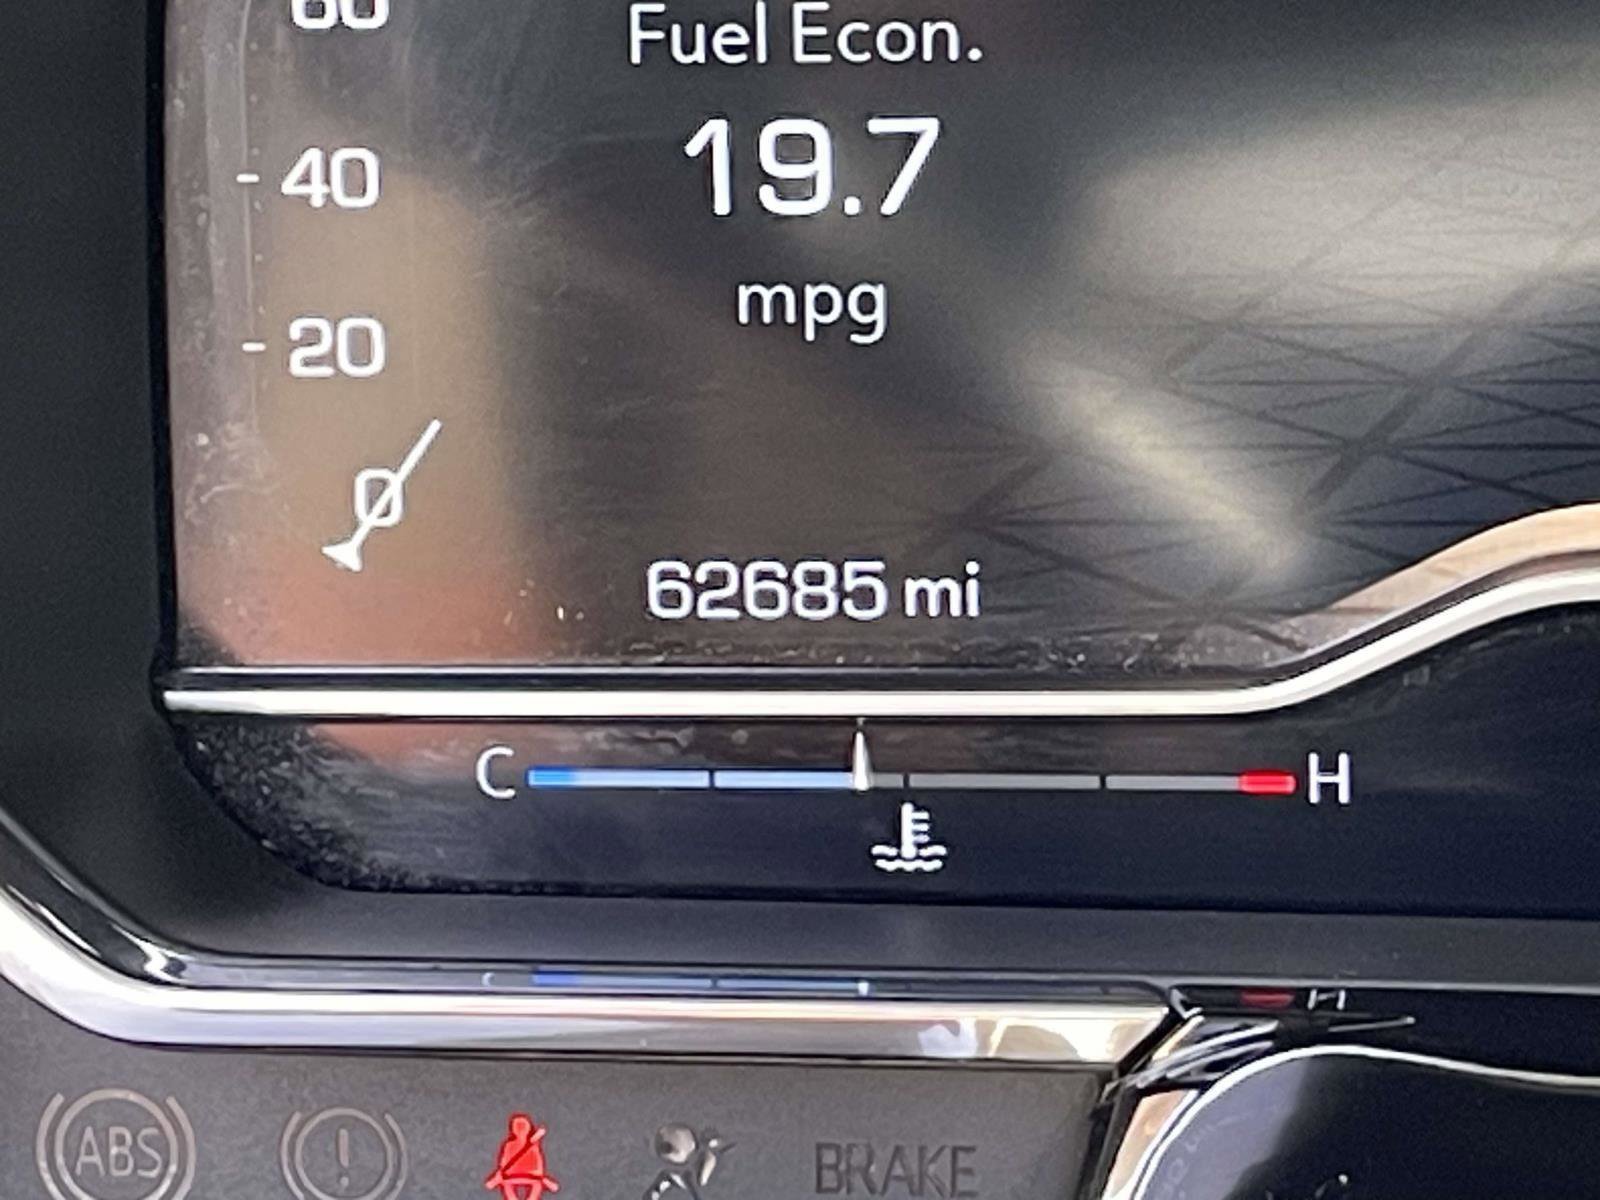 60
Fuel Econ.
19.7
40
mpg
20
0
62685 mi
C H
C H
ABS ! BRAKE